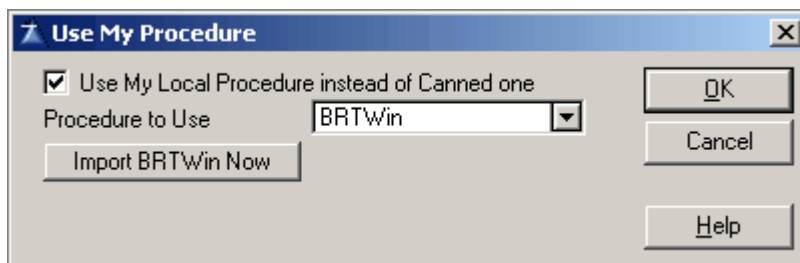 Use My Procedure
Use My Local Procedure instead of Canned one
OK
Procedure to Use
BRTWin
Cancel
Import BRTWin Now
Help